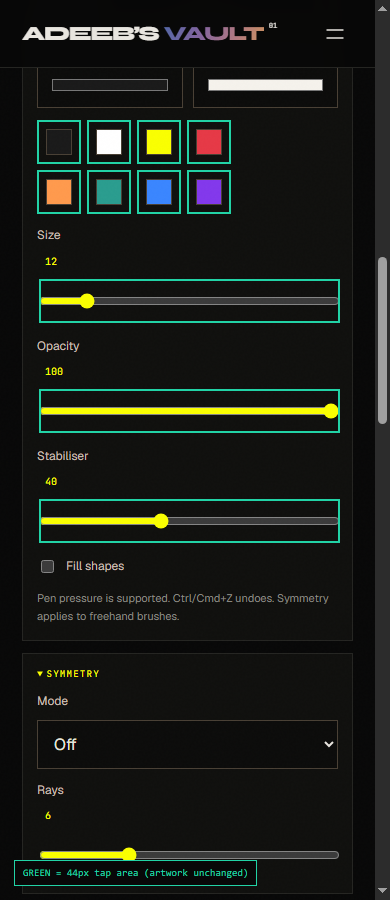 ADEEB'S VAULT 01
Size
12
Opacity
100
Stabiliser
40
Fill shapes
Pen pressure is supported. Ctrl/Cmd+Z undoes. Symmetry
applies to freehand brushes.
▼ SYMMETRY
Mode
Off
Rays
6
GREEN = 44px tap area (artwork unchanged)